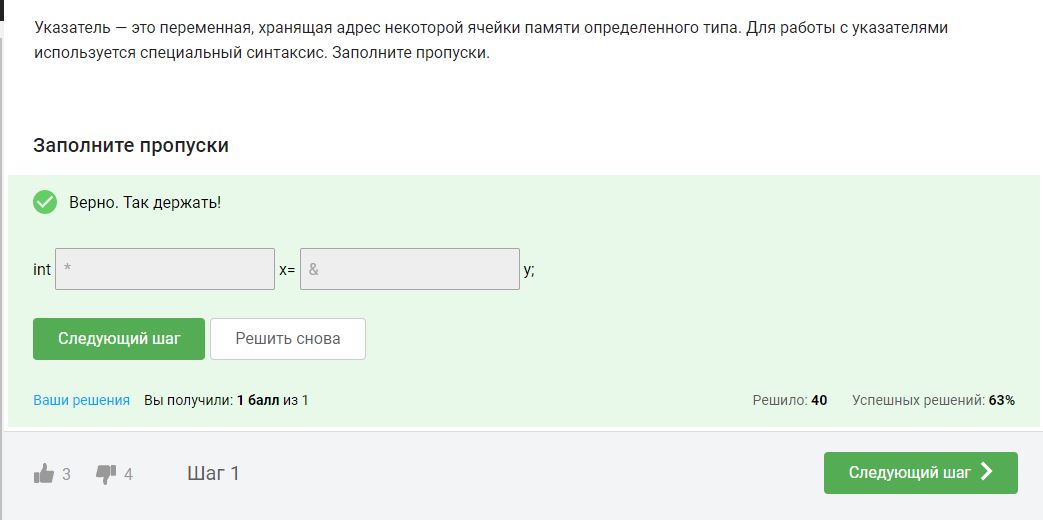 Указатель — это переменная, хранящая адрес некоторой ячейки памяти определенного типа. Для работы с указателями
используется специальный синтаксис. Заполните пропуски.
Заполните пропуски
Верно. Так держать!
int * x= & y;
Следующий шаг Решить снова
Ваши решения Вы получили: 1 балл из 1 Решило: 40 Успешных решений: 63%
3 4 Шаг 1 Следующий шаг